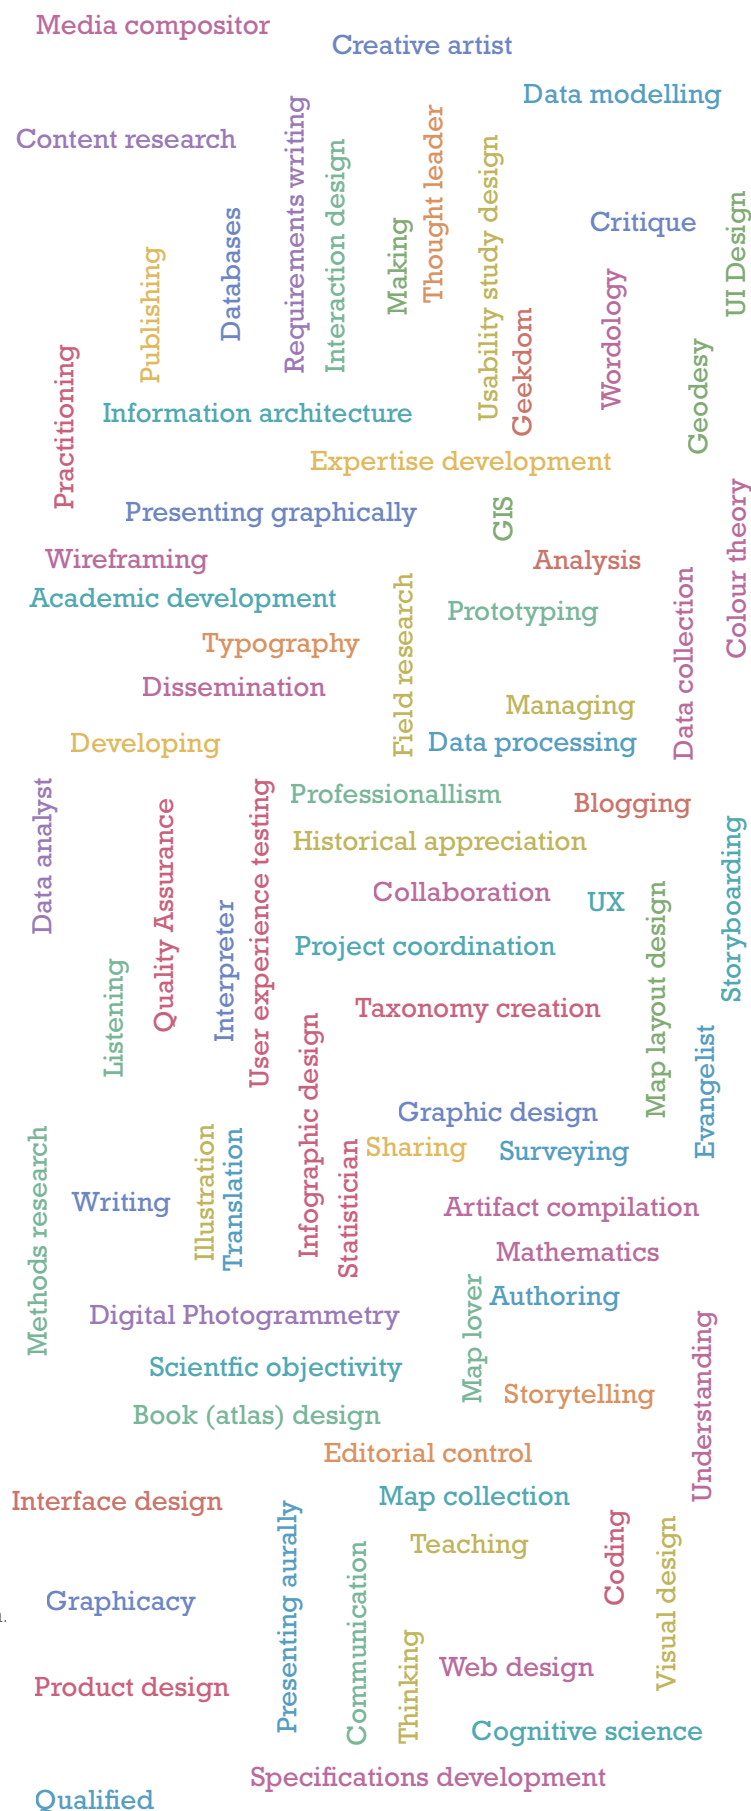 Media compositor
Creative artist
Data modelling
Content research
Requirements writing
Interaction design
Thought leader
Making
Usability study design
Critique
UI Design
Databases
Publishing
Wordology
Geekdom
Geodesy
Practitioning
Information architecture
Expertise development
Presenting graphically
GIS
Colour theory
Wireframing
Analysis
Academic development
Prototyping
Field research
Data collection
Typography
Dissemination
Managing
Developing
Data processing
Data analyst
Quality Assurance
User experience testing
Professionallism
Blogging
Historical appreciation
Storyboarding
Collaboration
UX
Map layout design
Interpreter
Project coordination
Listening
Taxonomy creation
Infographic design
Evangelist
Graphic design
Sharing
Surveying
Methods research
Illustration
Translation
Statistician
Writing
Artifact compilation
Mathematics
Authoring
Map lover
Digital Photogrammetry
Understanding
Scientfic objectivity
Storytelling
Book (atlas) design
Editorial control
Interface design
Map collection
Presenting aurally
Teaching
Coding
Visual design
Communication
Graphicacy
Thinking
Web design
Product design
Cognitive science
Specifications development
Qualified